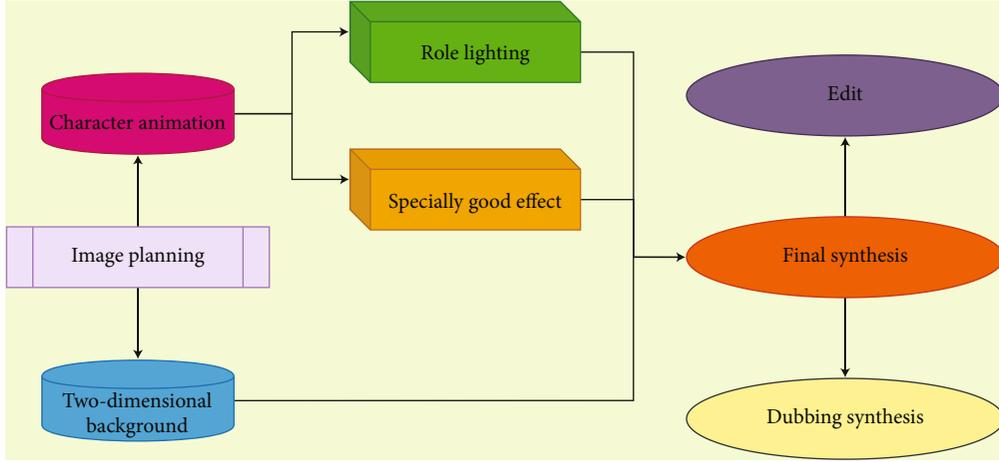 Role lighting
Edit
Character animation
Specially good effect
Image planning
Final synthesis
Two-dimensional
background
Dubbing synthesis